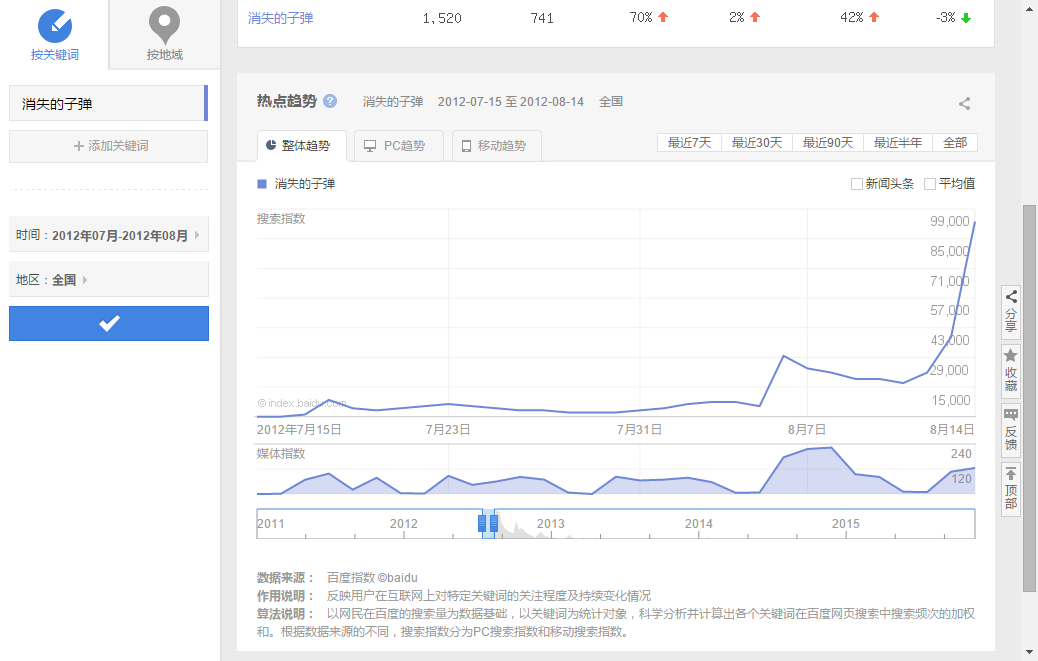 按关键词
按地域
消失的子弹 1,520 741 70% 2% 42% -3%
消失的子弹
+ 添加关键词
时间：2012年07月-2012年08月
地区：全国
热点趋势 ? 消失的子弹 2012-07-15 至 2012-08-14 全国
整体趋势 PC趋势 移动趋势 最近7天 最近30天 最近90天 最近半年 全部
消失的子弹 新闻头条 平均值
搜索指数
99,000
85,000
71,000
57,000
43,000
29,000
15,000
©index.baidu.com
2012年7月15日 7月23日 7月31日 8月7日 8月14日
媒体指数
240
120
2011 2012 2013 2014 2015
数据来源： 百度指数 ©baidu
作用说明： 反映用户在互联网上对特定关键词的关注程度及持续变化情况
算法说明： 以网民在百度的搜索量为数据基础，以关键词为统计对象，科学分析并计算出各个关键词在百度网页搜索中搜索频次的加权
和。根据数据来源的不同，搜索指数分为PC搜索指数和移动搜索指数。
分享
收藏
反馈
顶部